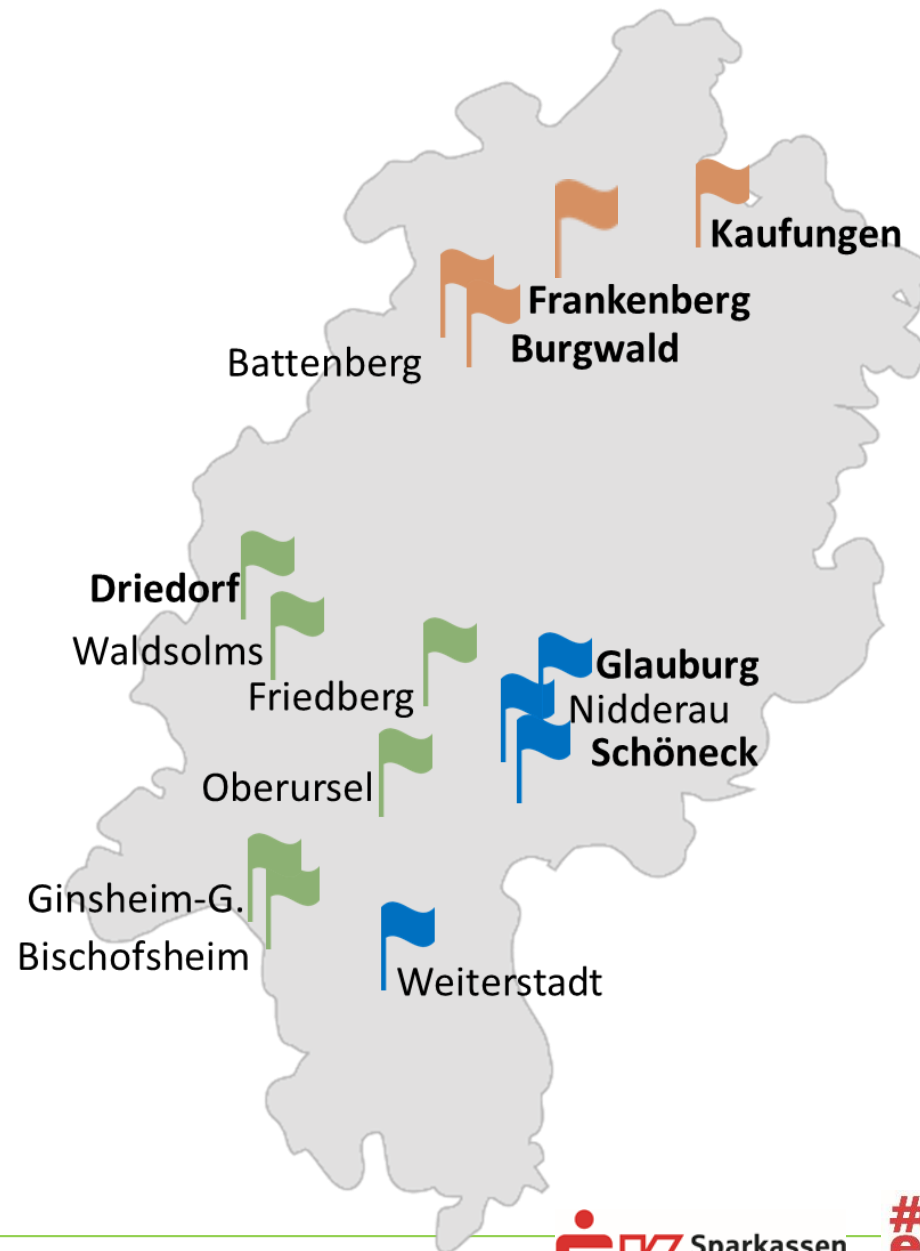 Kaufungen
Frankenberg
Burgwald
Battenberg
Driedorf
Waldsolms
Friedberg
Glauburg
Nidderau
Schöneck
Oberursel
Ginsheim-G.
Bischofsheim
Weiterstadt
Sparkassen
#